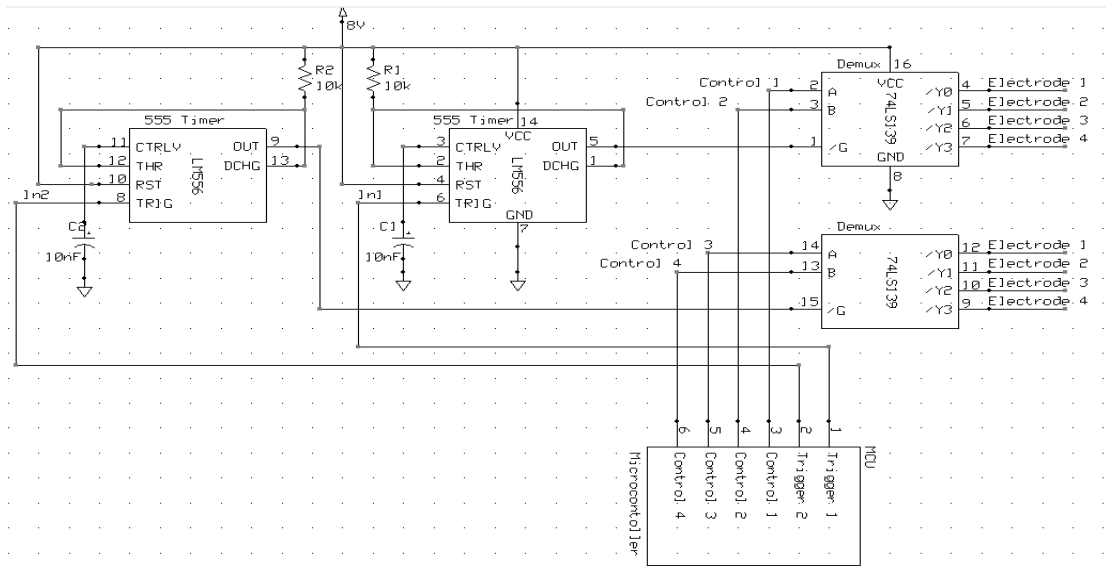 8V
R2
10k
R1
10k
555 Timer
11 CTRLV OUT 9
12 THR DCHG 13
10 RST
8 TRIG
LM556
In2
C2
10nF
555 Timer 14
VCC
3 CTRLV OUT 5
2 THR DCHG 1
4 RST
6 TRIG
LM556
GND
7
In1
C1
10nF
Demux 16
VCC
Control 1 2 A /Y0 4 Electrode 1
Control 2 3 B /Y1 5 Electrode 2
/Y2 6 Electrode 3
1 /G /Y3 7 Electrode 4
74LS139
GND
8
Demux
Control 3 14 A /Y0 12 Electrode 1
Control 4 13 B /Y1 11 Electrode 2
/Y2 10 Electrode 3
15 /G /Y3 9 Electrode 4
74LS139
6 5 4 3 2 1
MCU
Trigger 1
Trigger 2
Control 1
Control 2
Control 3
Control 4
Microcontoller